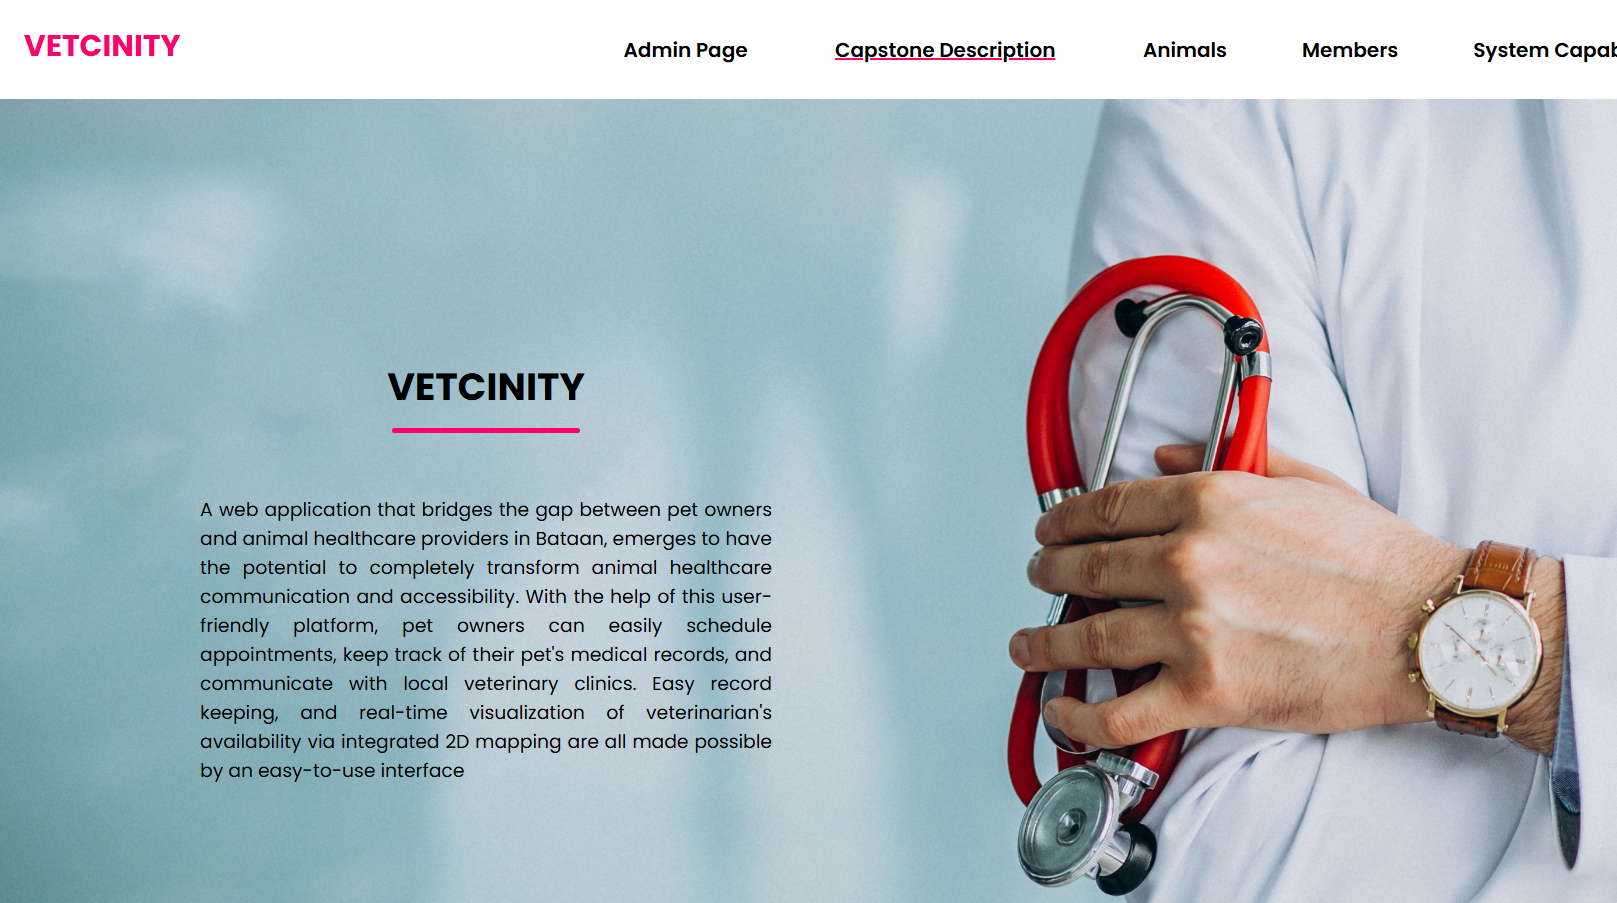 VETCINITY
Admin Page
Capstone Description
Animals
Members
System Capab
VETCINITY
A web application that bridges the gap between pet owners
and animal healthcare providers in Bataan, emerges to have
the potential to completely transform animal healthcare
communication and accessibility. With the help of this user-
friendly platform, pet owners can easily schedule
appointments, keep track of their pet's medical records, and
communicate with local veterinary clinics. Easy record
keeping, and real-time visualization of veterinarian's
availability via integrated 2D mapping are all made possible
by an easy-to-use interface